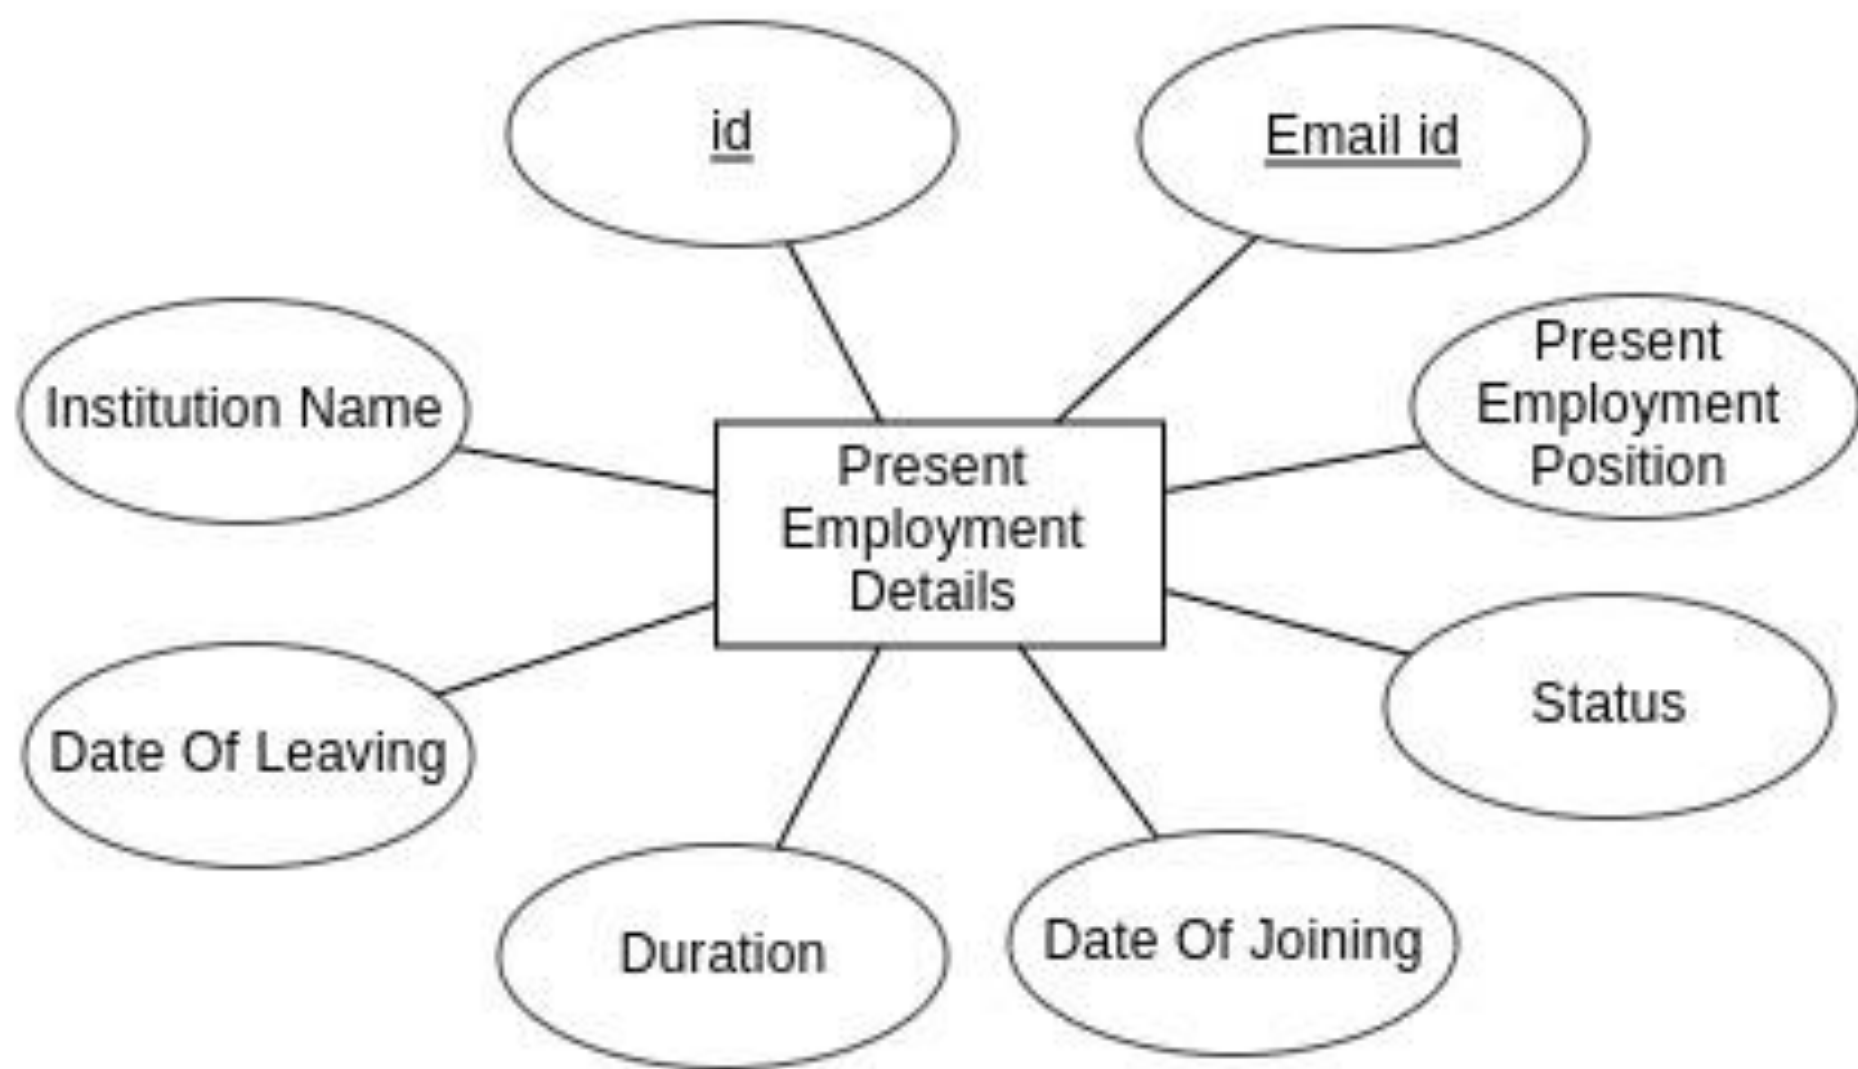 id
Email id
Institution Name
Present
Employment
Position
Present
Employment
Details
Status
Date Of Leaving
Duration
Date Of Joining